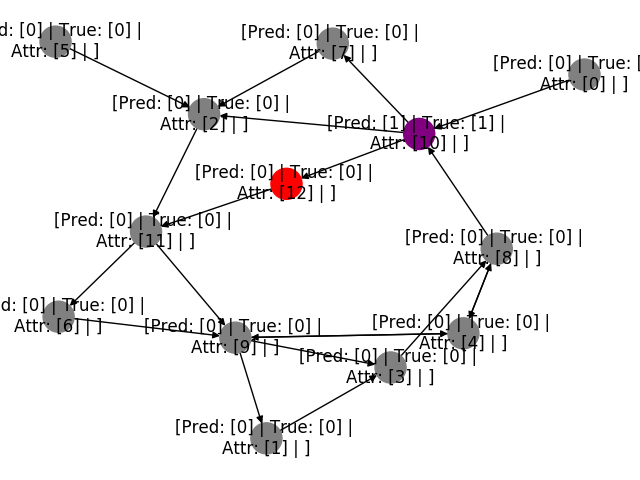 d: [0] | True: [0] |
Attr: [5] | ]
[Pred: [0] | True: [0] |
Attr: [7] | ]
[Pred: [0] | True: [
Attr: [0] | ]
[Pred: [0] | True: [0] |
Attr: [2] | ]
[Pred: [1] | True: [1] |
Attr: [10] | ]
[Pred: [0] | True: [0] |
Attr: [12] | ]
[Pred: [0] | True: [0] |
Attr: [11] | ]
[Pred: [0] | True: [0] |
Attr: [8] | ]
d: [0] | True: [0] |
Attr: [6] | ]
[Pred: [0] | True: [0] |
Attr: [9] | ]
[Pred: [0] | True: [0] |
Attr: [4] | ]
[Pred: [0] | True: [0] |
Attr: [3] | ]
[Pred: [0] | True: [0] |
Attr: [1] | ]